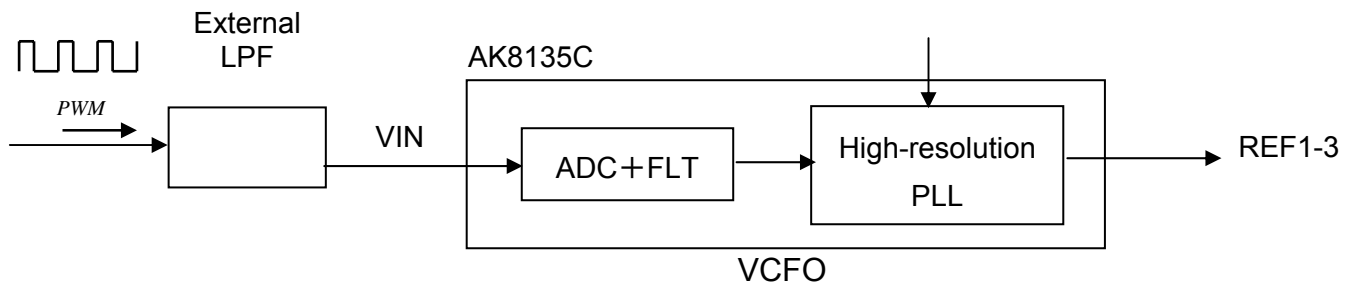 External
LPF
AK8135C
PWM
VIN
ADC＋FLT
High-resolution
PLL
REF1-3
VCFO